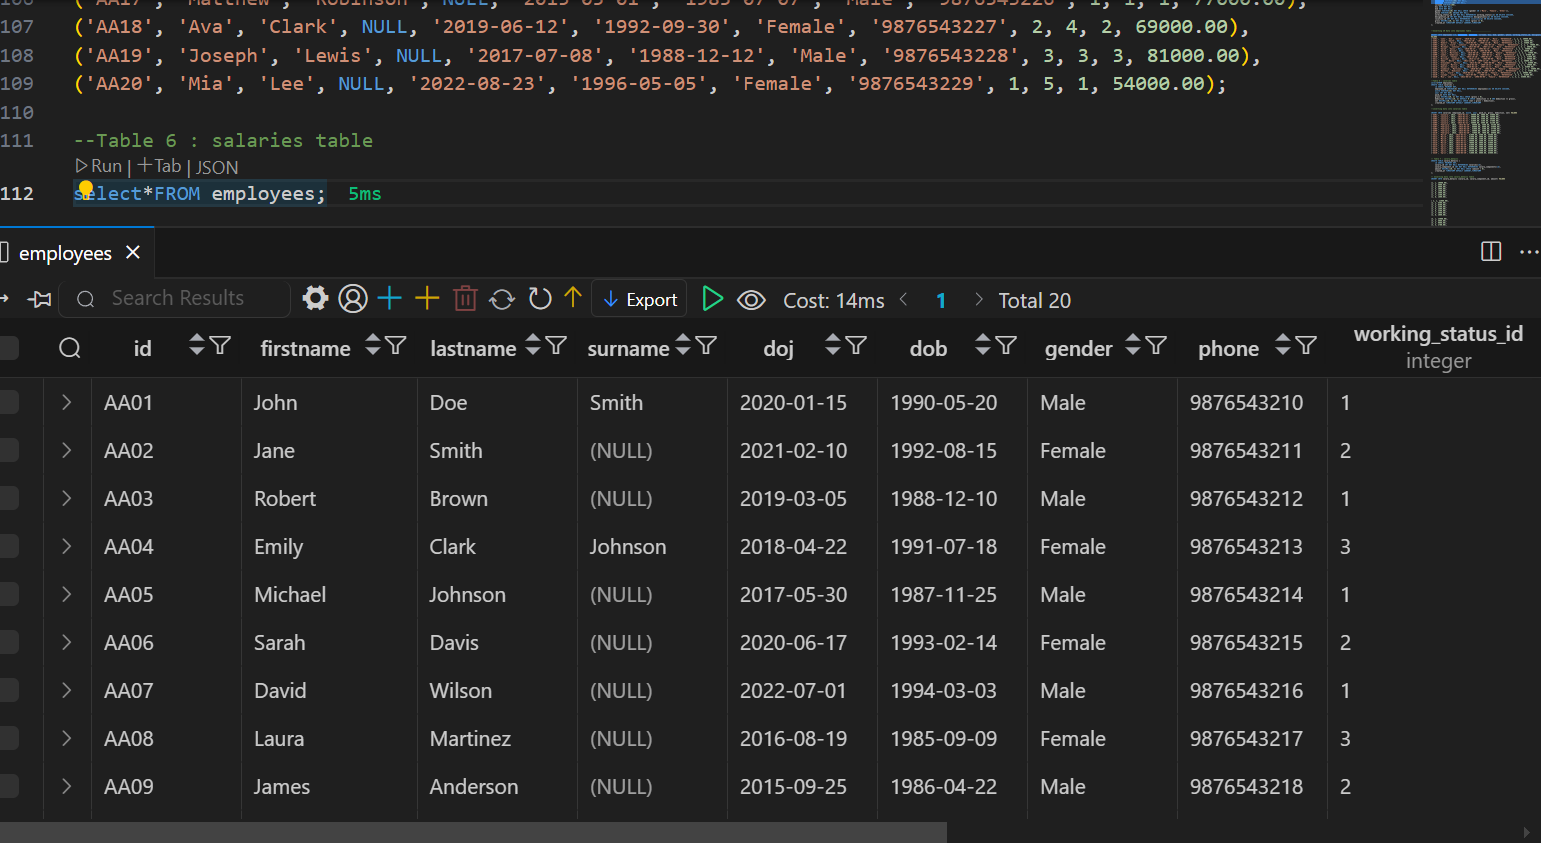 106 ('AA17', 'Matthew', 'Robinson', NULL, '2015-05-01', '1985-07-07', 'Male', '9876543226', 1, 1, 1, 77000.00),
107 ('AA18', 'Ava', 'Clark', NULL, '2019-06-12', '1992-09-30', 'Female', '9876543227', 2, 4, 2, 69000.00),
108 ('AA19', 'Joseph', 'Lewis', NULL, '2017-07-08', '1988-12-12', 'Male', '9876543228', 3, 3, 3, 81000.00),
109 ('AA20', 'Mia', 'Lee', NULL, '2022-08-23', '1996-05-05', 'Female', '9876543229', 1, 5, 1, 54000.00);
110
111 --Table 6 : salaries table
Run | Tab | JSON
112 select*FROM employees; 5ms
employees
Search Results Export Cost: 14ms 1 Total 20
id firstname lastname surname doj dob gender phone working_status_id
integer
AA01 John Doe Smith 2020-01-15 1990-05-20 Male 9876543210 1
AA02 Jane Smith (NULL) 2021-02-10 1992-08-15 Female 9876543211 2
AA03 Robert Brown (NULL) 2019-03-05 1988-12-10 Male 9876543212 1
AA04 Emily Clark Johnson 2018-04-22 1991-07-18 Female 9876543213 3
AA05 Michael Johnson (NULL) 2017-05-30 1987-11-25 Male 9876543214 1
AA06 Sarah Davis (NULL) 2020-06-17 1993-02-14 Female 9876543215 2
AA07 David Wilson (NULL) 2022-07-01 1994-03-03 Male 9876543216 1
AA08 Laura Martinez (NULL) 2016-08-19 1985-09-09 Female 9876543217 3
AA09 James Anderson (NULL) 2015-09-25 1986-04-22 Male 9876543218 2